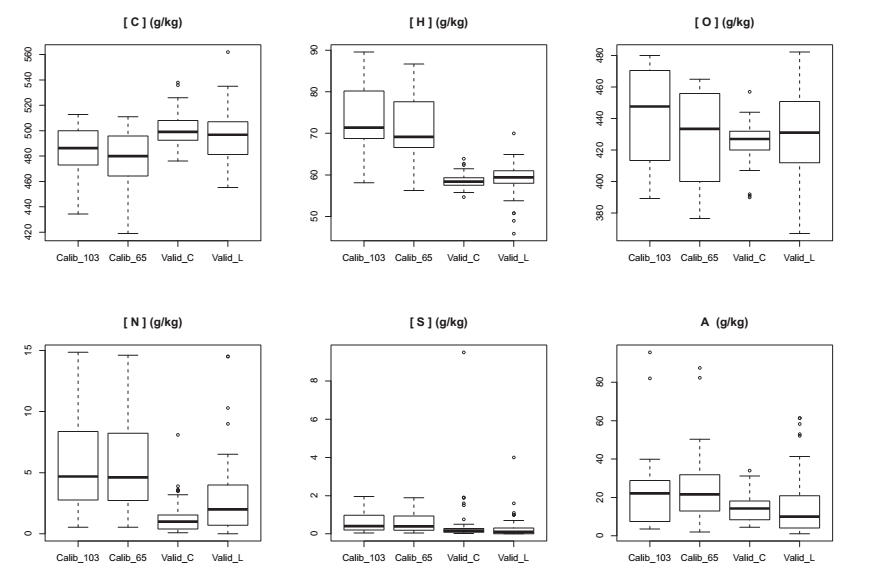 [ C ] (g/kg) [ H ] (g/kg) [ O ] (g/kg)
420 440 460 480 500 520 540 560
50 60 70 80 90
380 400 420 440 460 480
Calib_103 Calib_65 Valid_C Valid_L Calib_103 Calib_65 Valid_C Valid_L Calib_103 Calib_65 Valid_C Valid_L
[ N ] (g/kg) [ S ] (g/kg) A (g/kg)
0 5 10 15
0 2 4 6 8
0 20 40 60 80
Calib_103 Calib_65 Valid_C Valid_L Calib_103 Calib_65 Valid_C Valid_L Calib_103 Calib_65 Valid_C Valid_L